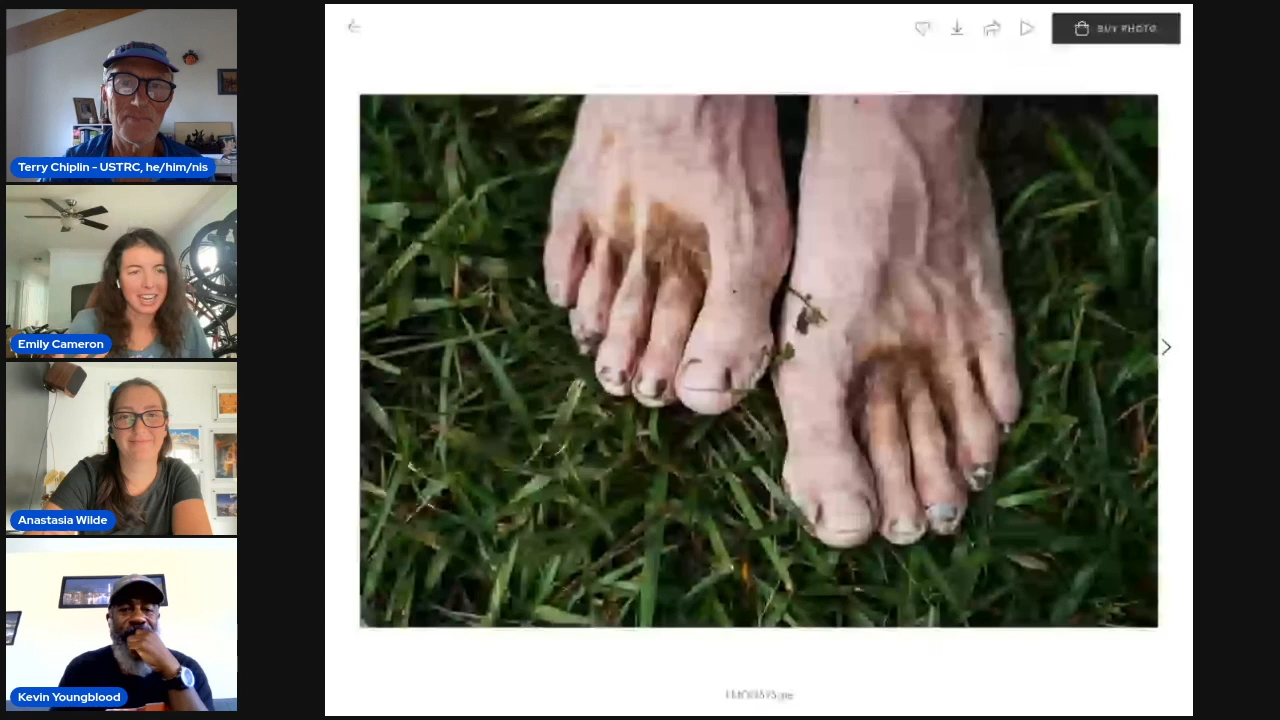 Terry Chiplin - USTRC, he/him/his
Emily Cameron
Anastasia Wilde
Kevin Youngblood
BUY PHOTO